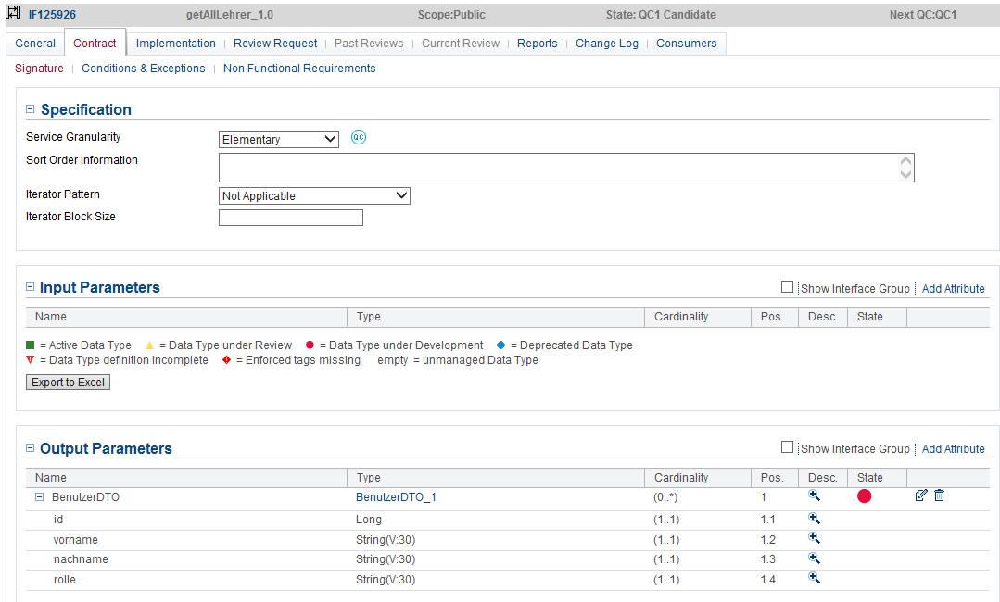 IF125926 getAllLehrer_1.0 Scope:Public State: QC1 Candidate Next QC:QC1
General Contract Implementation Review Request Past Reviews Current Review Reports Change Log Consumers
Signature Conditions & Exceptions Non Functional Requirements
Specification
Service Granularity Elementary QC
Sort Order Information
Iterator Pattern Not Applicable
Iterator Block Size
Input Parameters Show Interface Group Add Attribute
Name Type Cardinality Pos. Desc. State
= Active Data Type = Data Type under Review = Data Type under Development = Deprecated Data Type
= Data Type definition incomplete = Enforced tags missing empty = unmanaged Data Type
Export to Excel
Output Parameters Show Interface Group Add Attribute
Name Type Cardinality Pos. Desc. State
BenutzerDTO BenutzerDTO_1 (0..*) 1
id Long (1..1) 1.1
vorname String(V:30) (1..1) 1.2
nachname String(V:30) (1..1) 1.3
rolle String(V:30) (1..1) 1.4